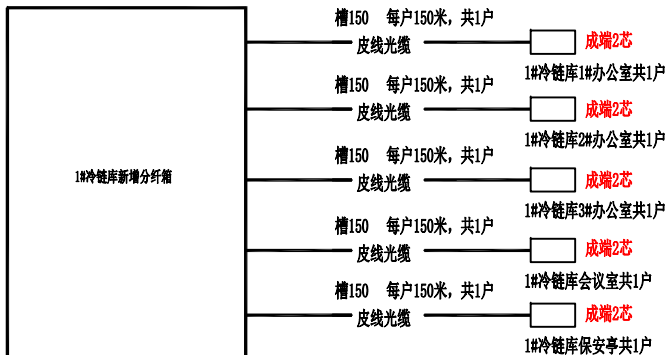 槽150 每户150米，共1户
皮线光缆
成端2芯
1#冷链库1#办公室共1户
槽150 每户150米，共1户
皮线光缆
成端2芯
1#冷链库2#办公室共1户
1#冷链库新增分纤箱
槽150 每户150米，共1户
皮线光缆
成端2芯
1#冷链库3#办公室共1户
槽150 每户150米，共1户
皮线光缆
成端2芯
1#冷链库会议室共1户
槽150 每户150米，共1户
皮线光缆
成端2芯
1#冷链库保安亭共1户